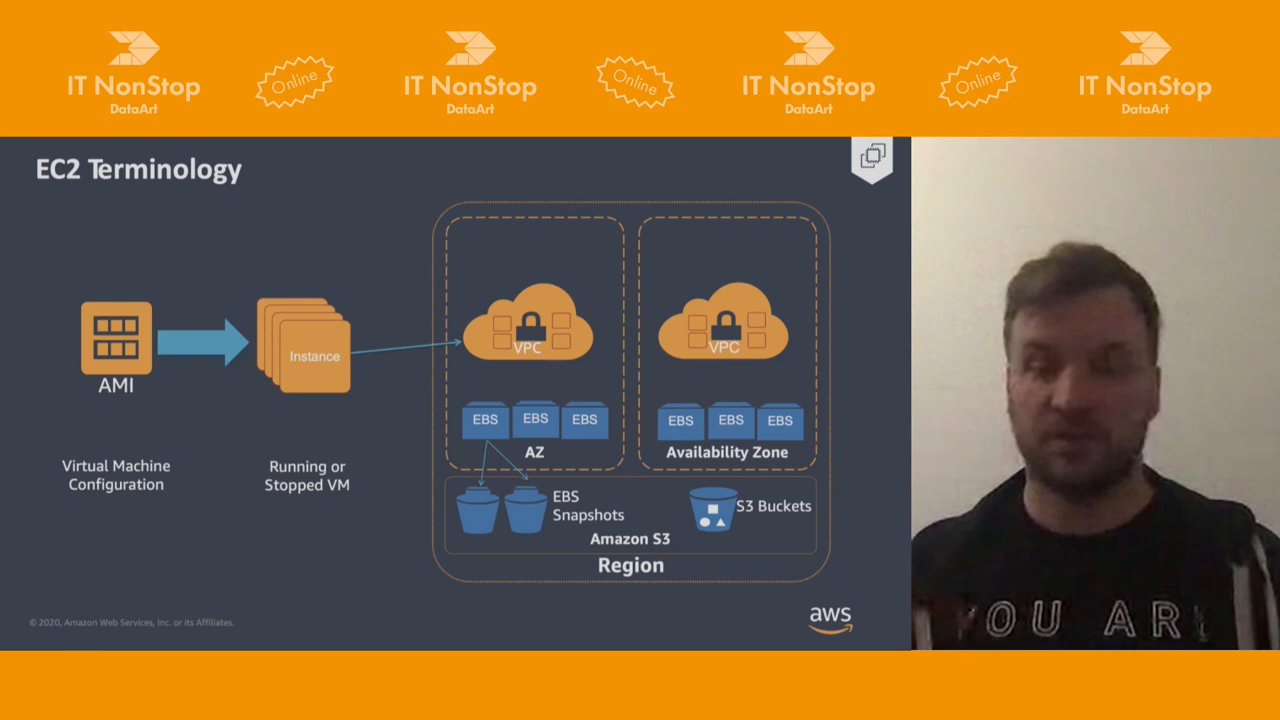 IT NonStop
DataArt
Online
IT NonStop
DataArt
Online
IT NonStop
DataArt
Online
IT NonStop
DataArt
EC2 Terminology
AMI
Virtual Machine
Configuration
Instance
Running or
Stopped VM
VPC
VPC
EBS
EBS
EBS
EBS
EBS
EBS
AZ
Availability Zone
EBS
Snapshots
S3 Buckets
Amazon S3
Region
© 2020, Amazon Web Services, Inc. or its Affiliates.
aws
YOU AR